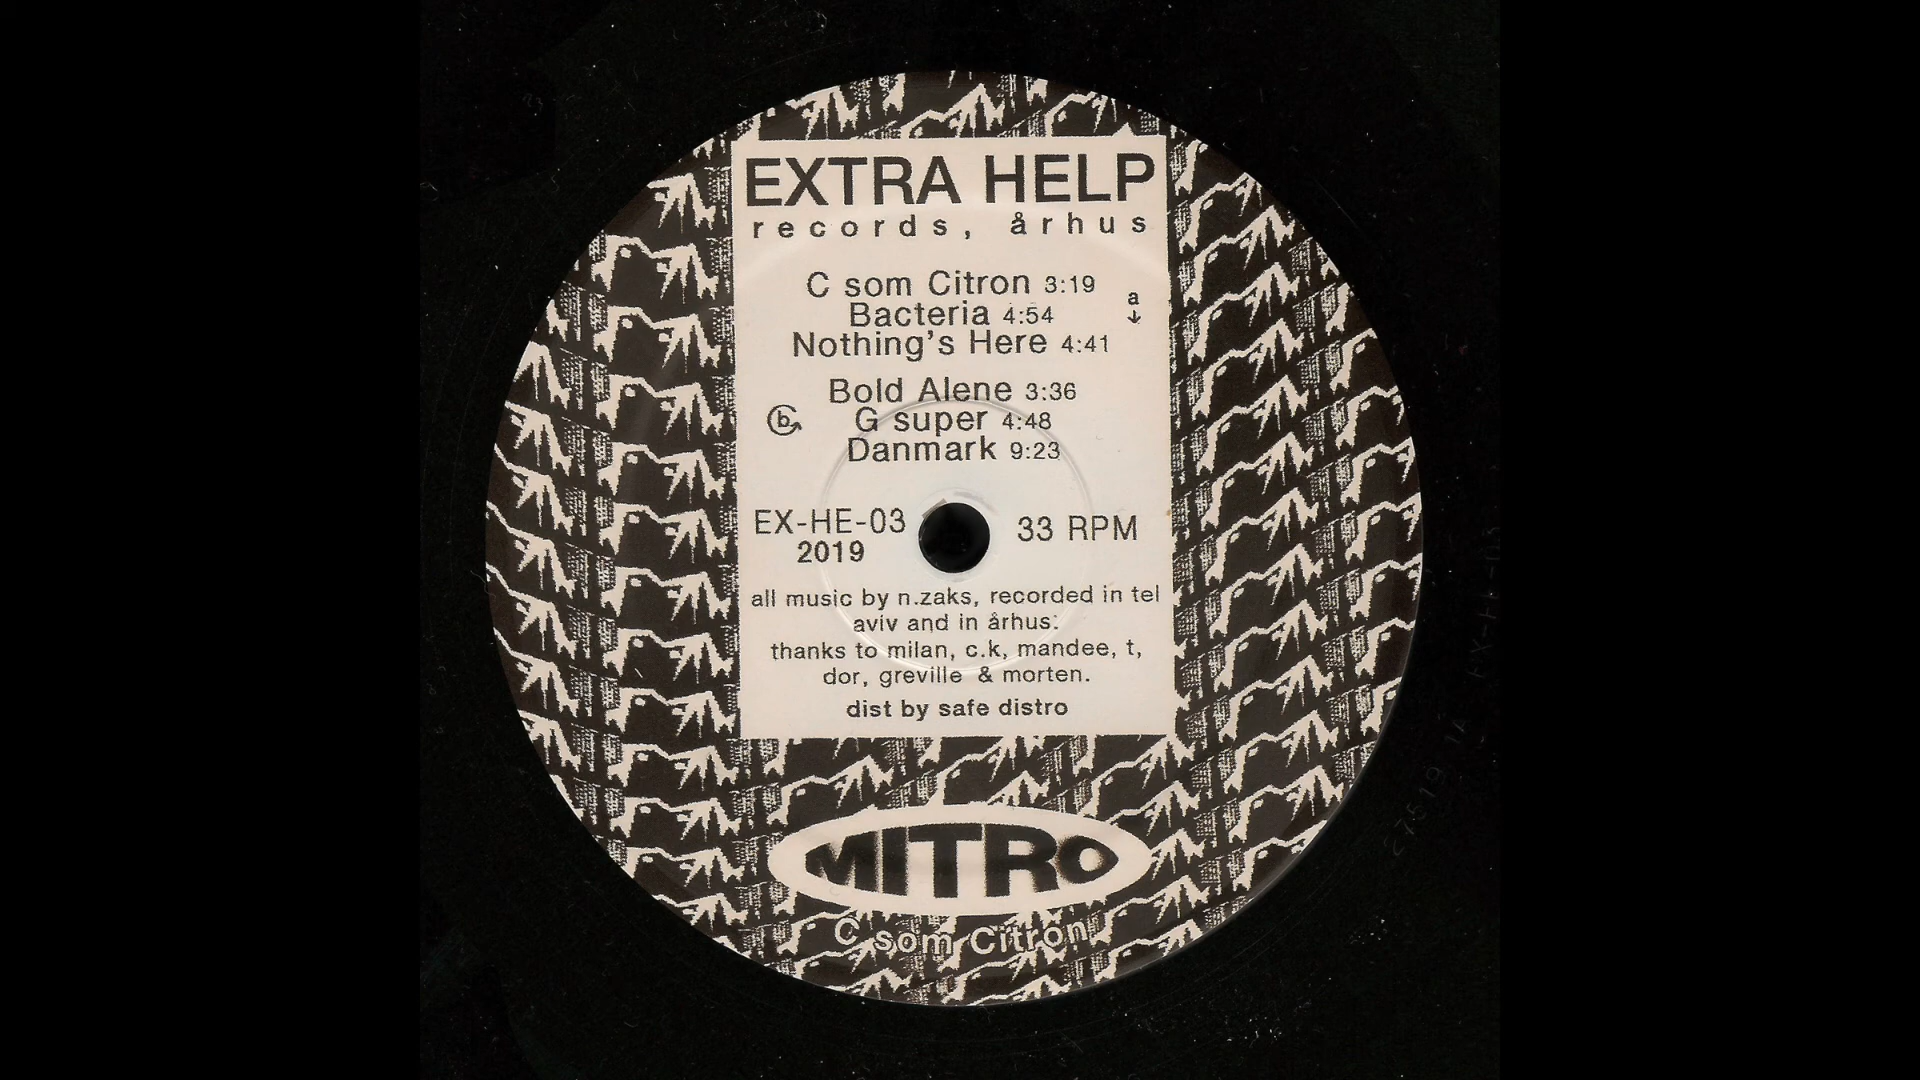 EXTRA HELP
records, århus
C som Citron 3:19
a
Bacteria 4:54 ↓
Nothing's Here 4:41
Bold Alene 3:36
b G super 4:48
Danmark 9:23
EX-HE-03 33 RPM
2019
all music by n.zaks, recorded in tel
aviv and in århus.
thanks to milan, c.k, mandee, t,
dor, greville & morten.
dist by safe distro
MITRO
C som Citron